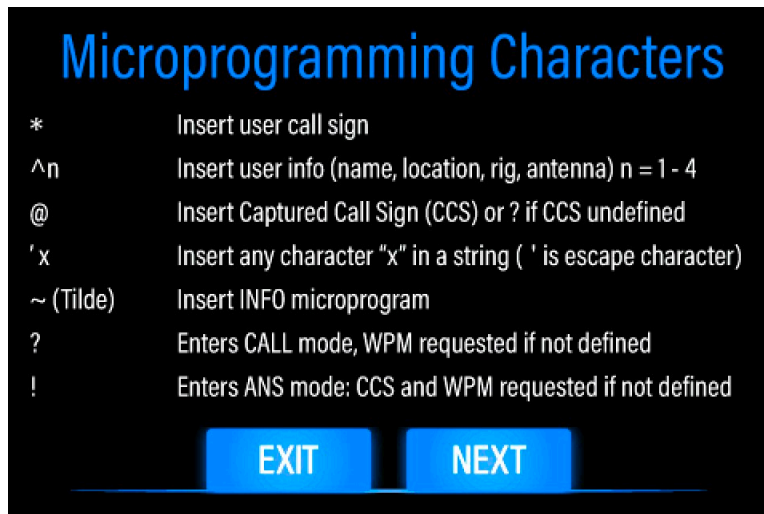 Microprogramming Characters
* Insert user call sign
^n Insert user info (name, location, rig, antenna) n = 1 - 4
@ Insert Captured Call Sign (CCS) or ? if CCS undefined
'x Insert any character “x” in a string ( ' is escape character)
~ (Tilde) Insert INFO microprogram
? Enters CALL mode, WPM requested if not defined
! Enters ANS mode: CCS and WPM requested if not defined
EXIT NEXT